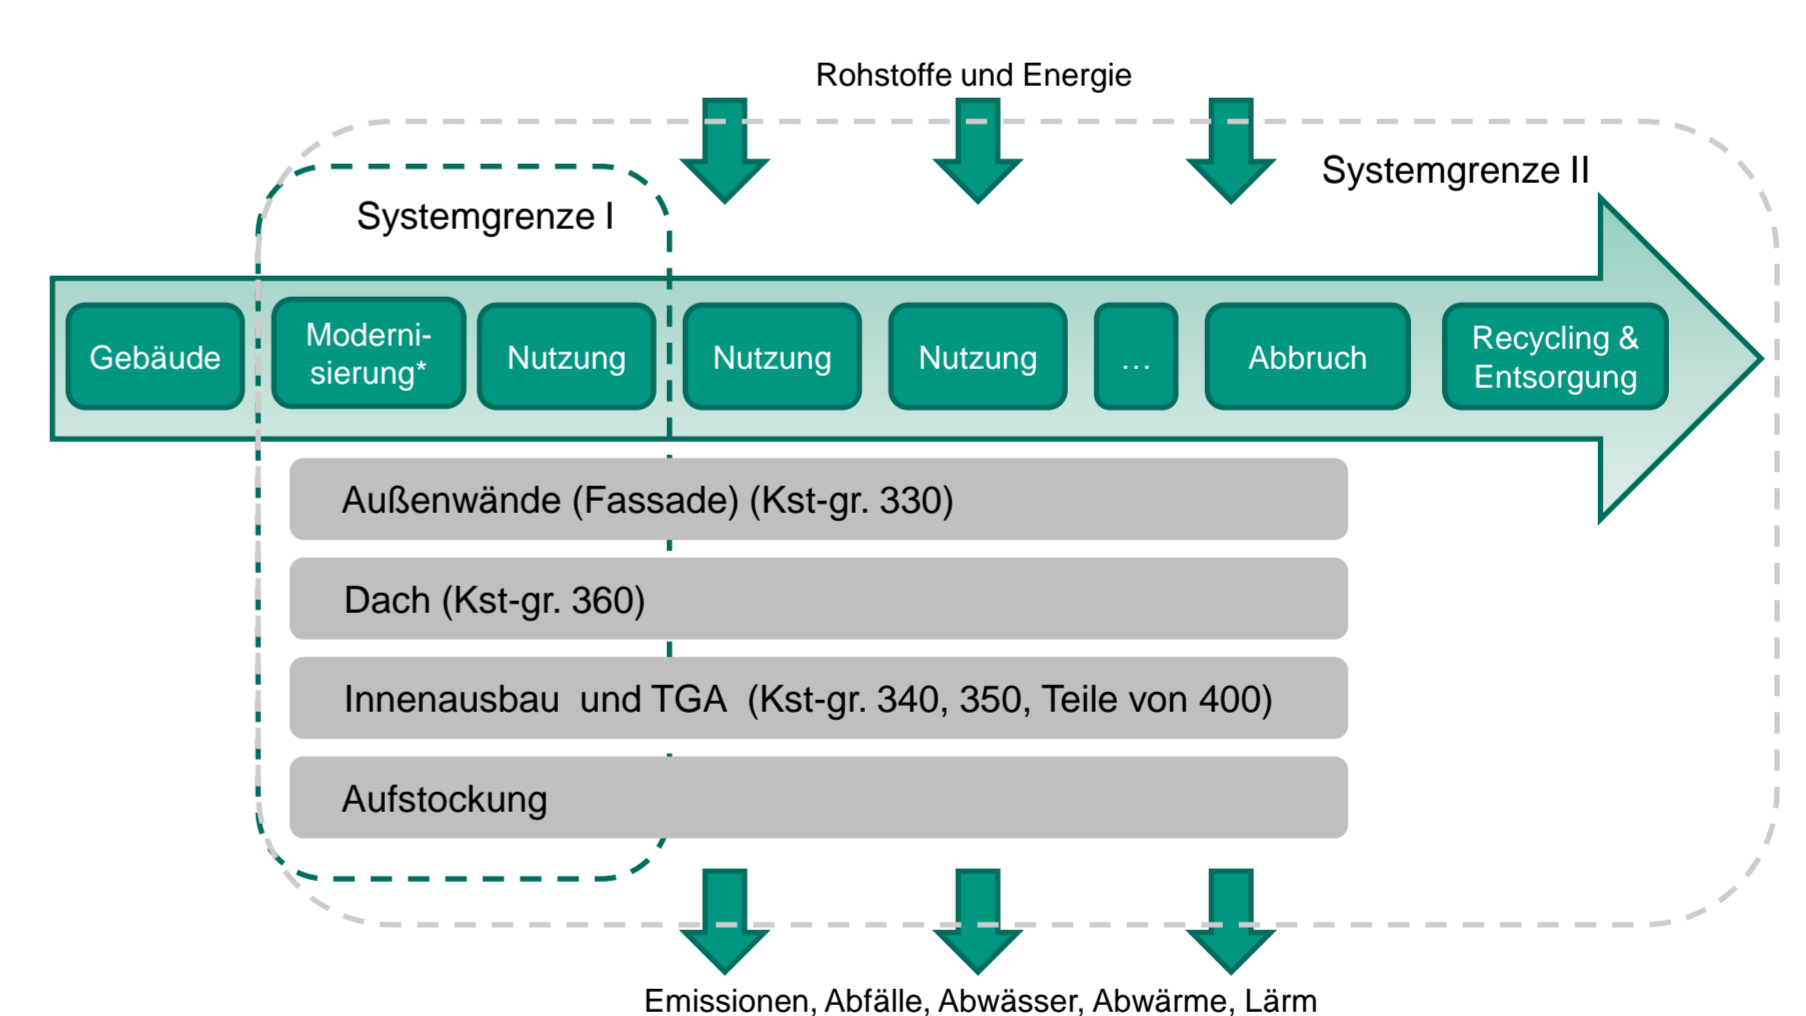 Rohstoffe und Energie
Systemgrenze II
Systemgrenze I
Gebäude
Moderni-
sierung*
Nutzung
Nutzung
Nutzung
...
Abbruch
Recycling &
Entsorgung
Außenwände (Fassade) (Kst-gr. 330)
Dach (Kst-gr. 360)
Innenausbau und TGA (Kst-gr. 340, 350, Teile von 400)
Aufstockung
Emissionen, Abfälle, Abwässer, Abwärme, Lärm